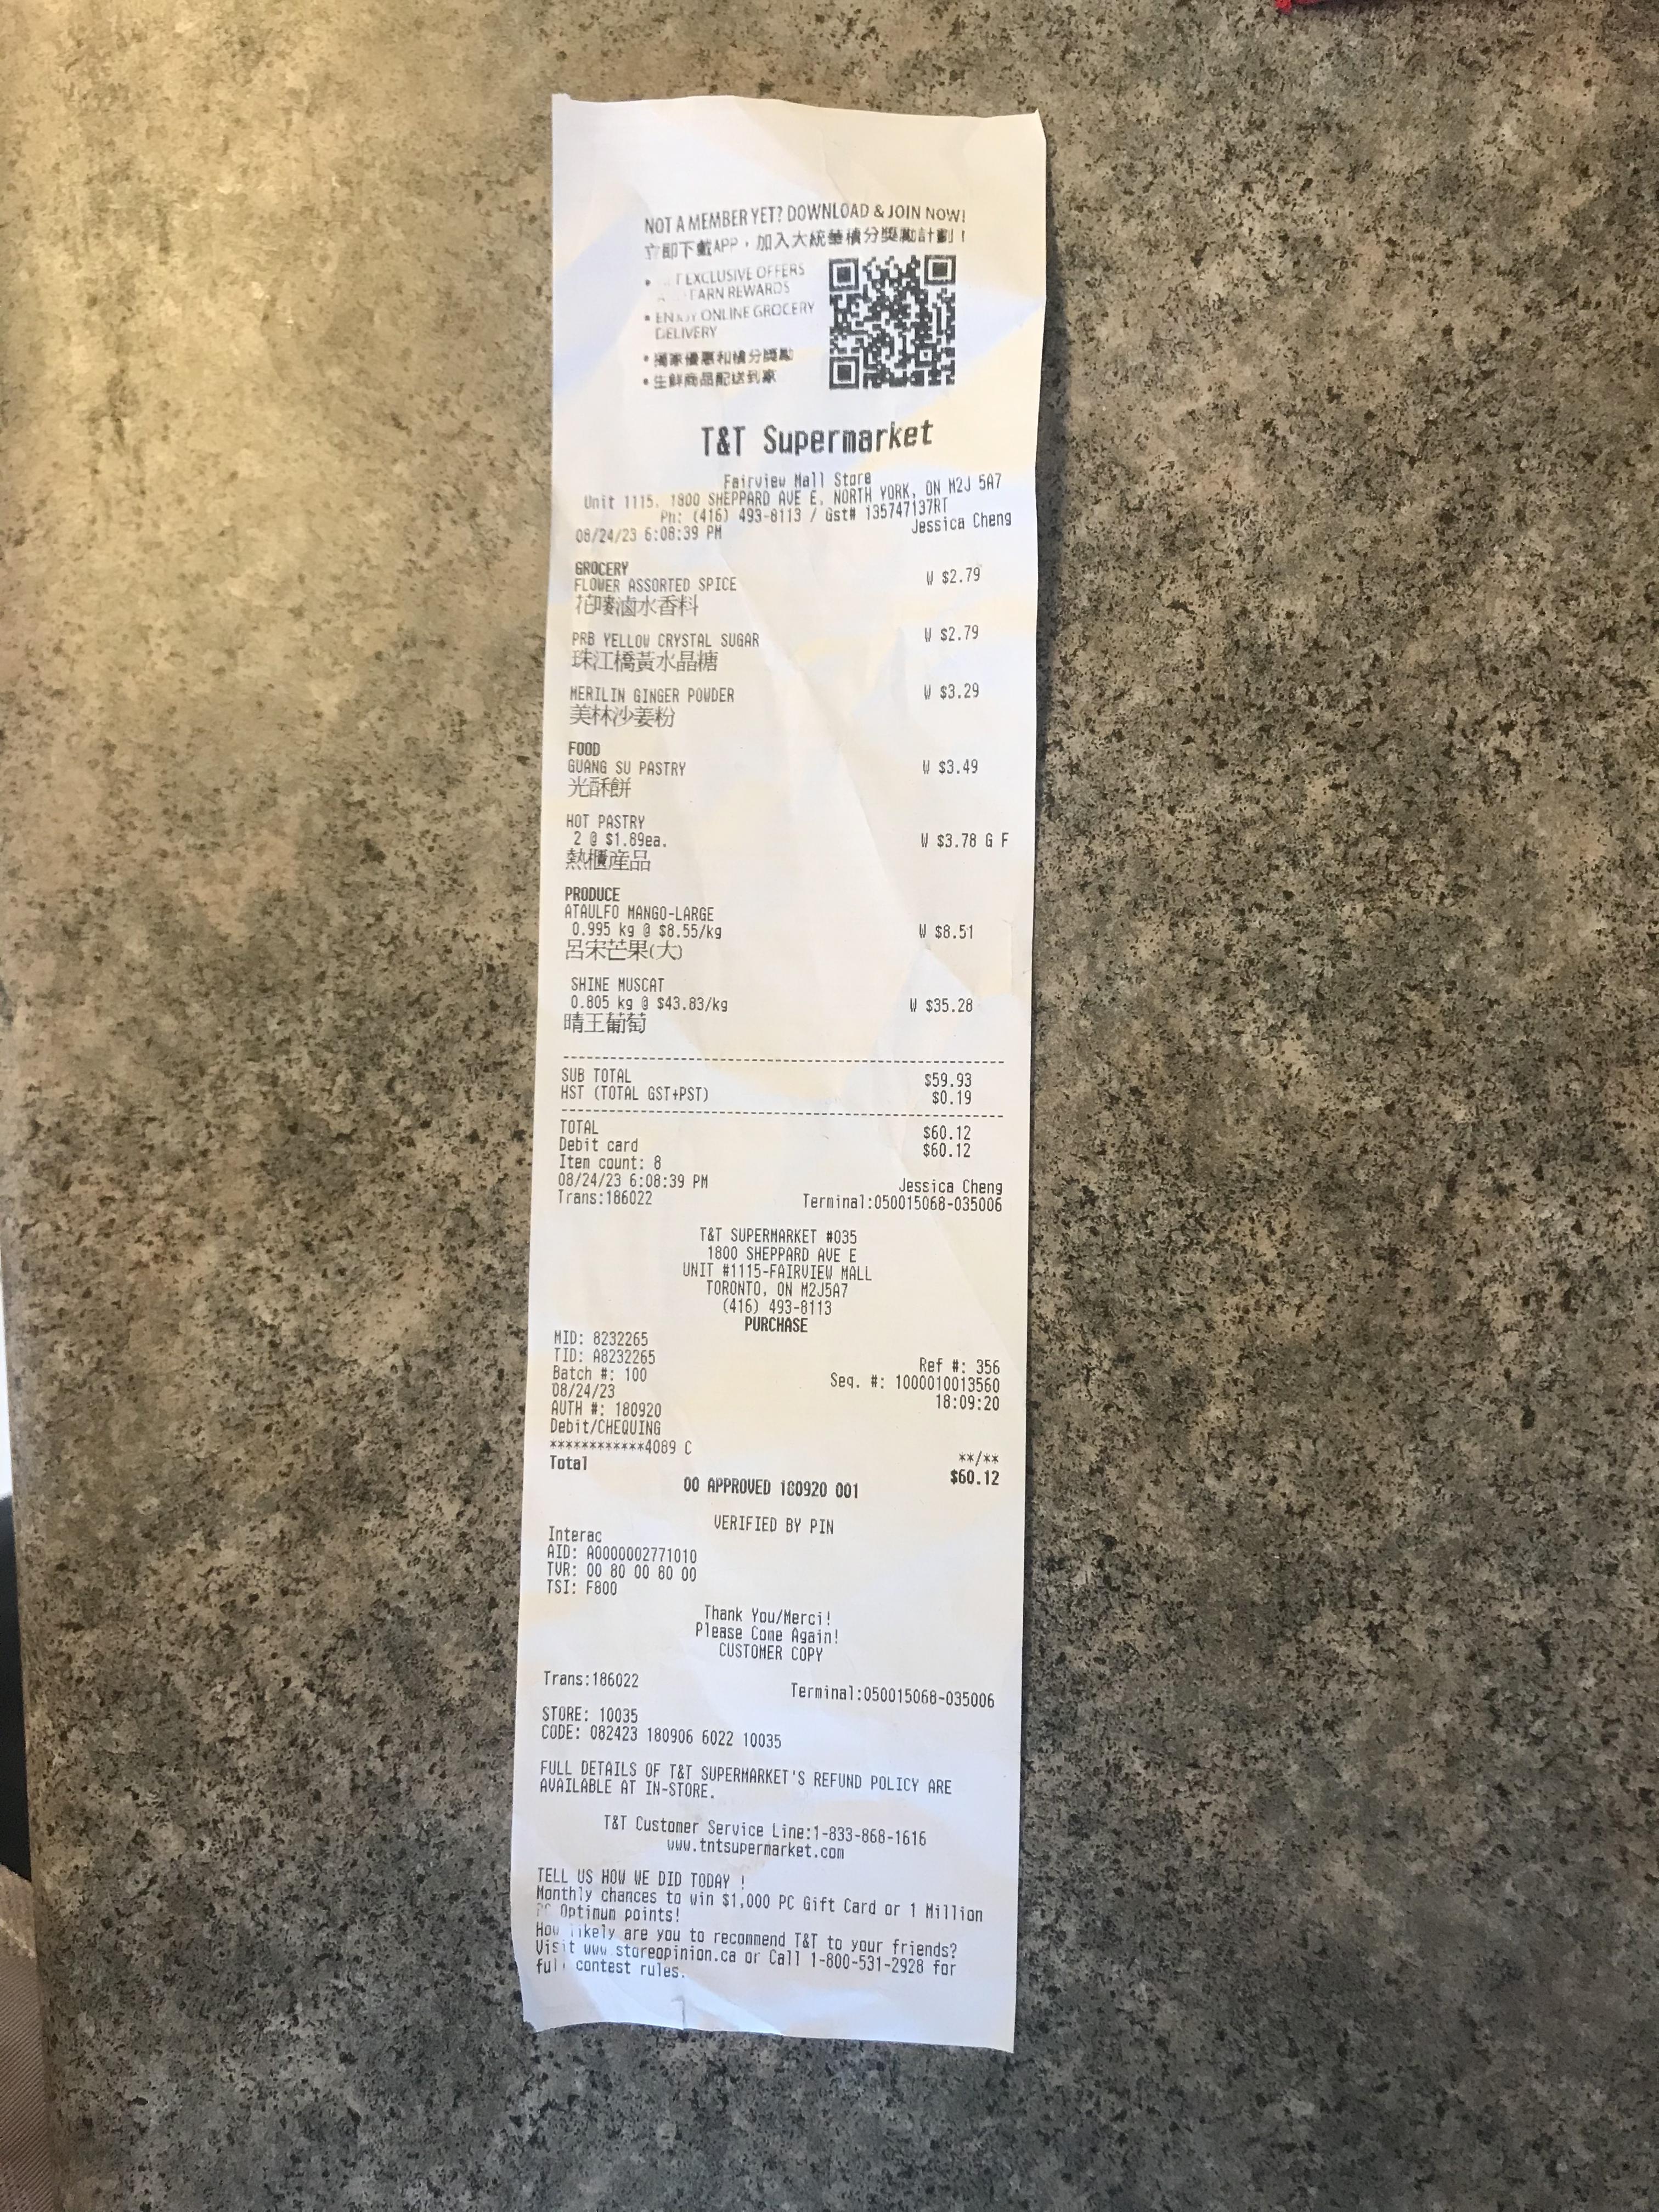 NOT A MEMBER YET? DOWNLOAD & JOIN NOW!
立即下載APP，加入大統華積分獎勵計劃！
• T EXCLUSIVE OFFERS
EARN REWARDS
• ENJOY ONLINE GROCERY
DELIVERY
• 獨家優惠和積分獎勵
• 生鮮商品配送到家
T&T Supermarket
Fairview Mall Store
Unit 1115. 1800 SHEPPARD AVE E, NORTH YORK, ON M2J 5A7
Ph: (416) 493-8113 / Gst# 135747137RT
08/24/23 6:08:39 PM Jessica Cheng
GROCERY
FLOWER ASSORTED SPICE W $2.79
花嘜滷水香料
PRB YELLOW CRYSTAL SUGAR W $2.79
珠江橋黃水晶糖
MERILIN GINGER POWDER W $3.29
美林沙姜粉
FOOD
GUANG SU PASTRY W $3.49
光酥餅
HOT PASTRY
2 @ $1.89ea. W $3.78 G F
熱櫃產品
PRODUCE
ATAULFO MANGO-LARGE
0.995 kg @ $8.55/kg W $8.51
呂宋芒果(大)
SHINE MUSCAT
0.805 kg @ $43.83/kg W $35.28
晴王葡萄
SUB TOTAL $59.93
HST (TOTAL GST+PST) $0.19
TOTAL $60.12
Debit card $60.12
Item count: 8
08/24/23 6:08:39 PM Jessica Cheng
Trans:186022 Terminal:050015068-035006
T&T SUPERMARKET #035
1800 SHEPPARD AVE E
UNIT #1115-FAIRVIEW MALL
TORONTO, ON M2J5A7
(416) 493-8113
PURCHASE
MID: 8232265
TID: A8232265 Ref #: 356
Batch #: 100 Seq. #: 1000010013560
08/24/23 18:09:20
AUTH #: 180920
Debit/CHEQUING
************4089 C **/**
Total $60.12
00 APPROVED 180920 001
VERIFIED BY PIN
Interac
AID: A0000002771010
TVR: 00 80 00 80 00
TSI: F800
Thank You/Merci!
Please Come Again!
CUSTOMER COPY
Trans:186022 Terminal:050015068-035006
STORE: 10035
CODE: 082423 180906 6022 10035
FULL DETAILS OF T&T SUPERMARKET'S REFUND POLICY ARE
AVAILABLE AT IN-STORE.
T&T Customer Service Line:1-833-868-1616
www.tntsupermarket.com
TELL US HOW WE DID TODAY !
Monthly chances to win $1,000 PC Gift Card or 1 Million
PC Optimum points!
How likely are you to recommend T&T to your friends?
Visit www.storeopinion.ca or Call 1-800-531-2928 for
full contest rules.